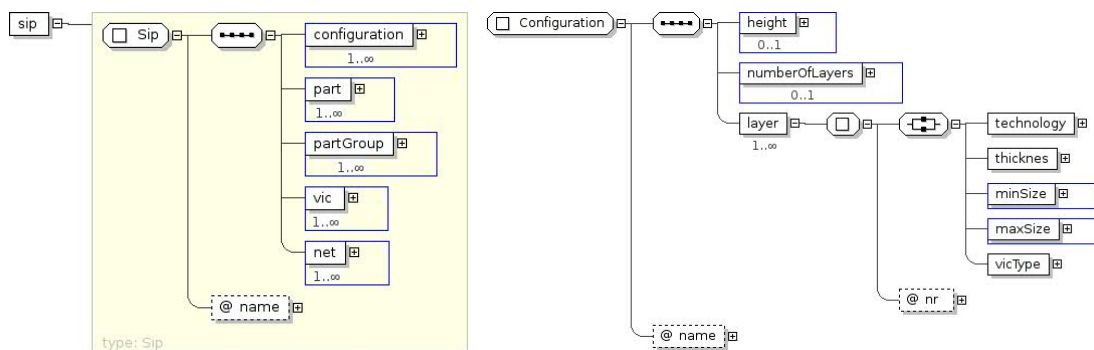 sip
Sip
configuration
1..∞
part
1..∞
partGroup
1..∞
vic
1..∞
net
1..∞
@ name
type: Sip
Configuration
height
0..1
numberOfLayers
0..1
layer
1..∞
technology
thicknes
minSize
maxSize
vicType
@ nr
@ name